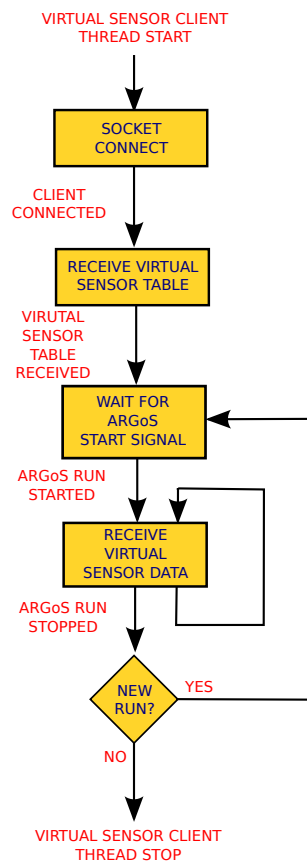 VIRTUAL SENSOR CLIENT
THREAD START
SOCKET
CONNECT
CLIENT
CONNECTED
RECEIVE VIRTUAL
SENSOR TABLE
VIRUTAL
SENSOR
TABLE
RECEIVED
WAIT FOR
ARGoS
START SIGNAL
ARGoS RUN
STARTED
RECEIVE
VIRTUAL
SENSOR DATA
ARGoS RUN
STOPPED
NEW
RUN?
YES
NO
VIRTUAL SENSOR CLIENT
THREAD STOP